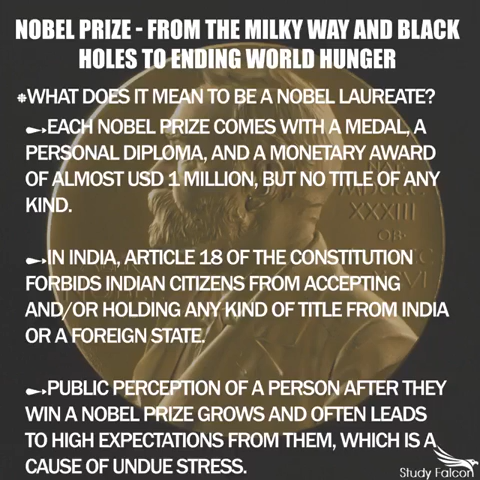 NOBEL PRIZE - FROM THE MILKY WAY AND BLACK
HOLES TO ENDING WORLD HUNGER
WHAT DOES IT MEAN TO BE A NOBEL LAUREATE?
EACH NOBEL PRIZE COMES WITH A MEDAL, A
PERSONAL DIPLOMA, AND A MONETARY AWARD
OF ALMOST USD 1 MILLION, BUT NO TITLE OF ANY
KIND.
IN INDIA, ARTICLE 18 OF THE CONSTITUTION
FORBIDS INDIAN CITIZENS FROM ACCEPTING
AND/OR HOLDING ANY KIND OF TITLE FROM INDIA
OR A FOREIGN STATE.
PUBLIC PERCEPTION OF A PERSON AFTER THEY
WIN A NOBEL PRIZE GROWS AND OFTEN LEADS
TO HIGH EXPECTATIONS FROM THEM, WHICH IS A
CAUSE OF UNDUE STRESS.
NAT
XXXIII
OB
Study Falcon